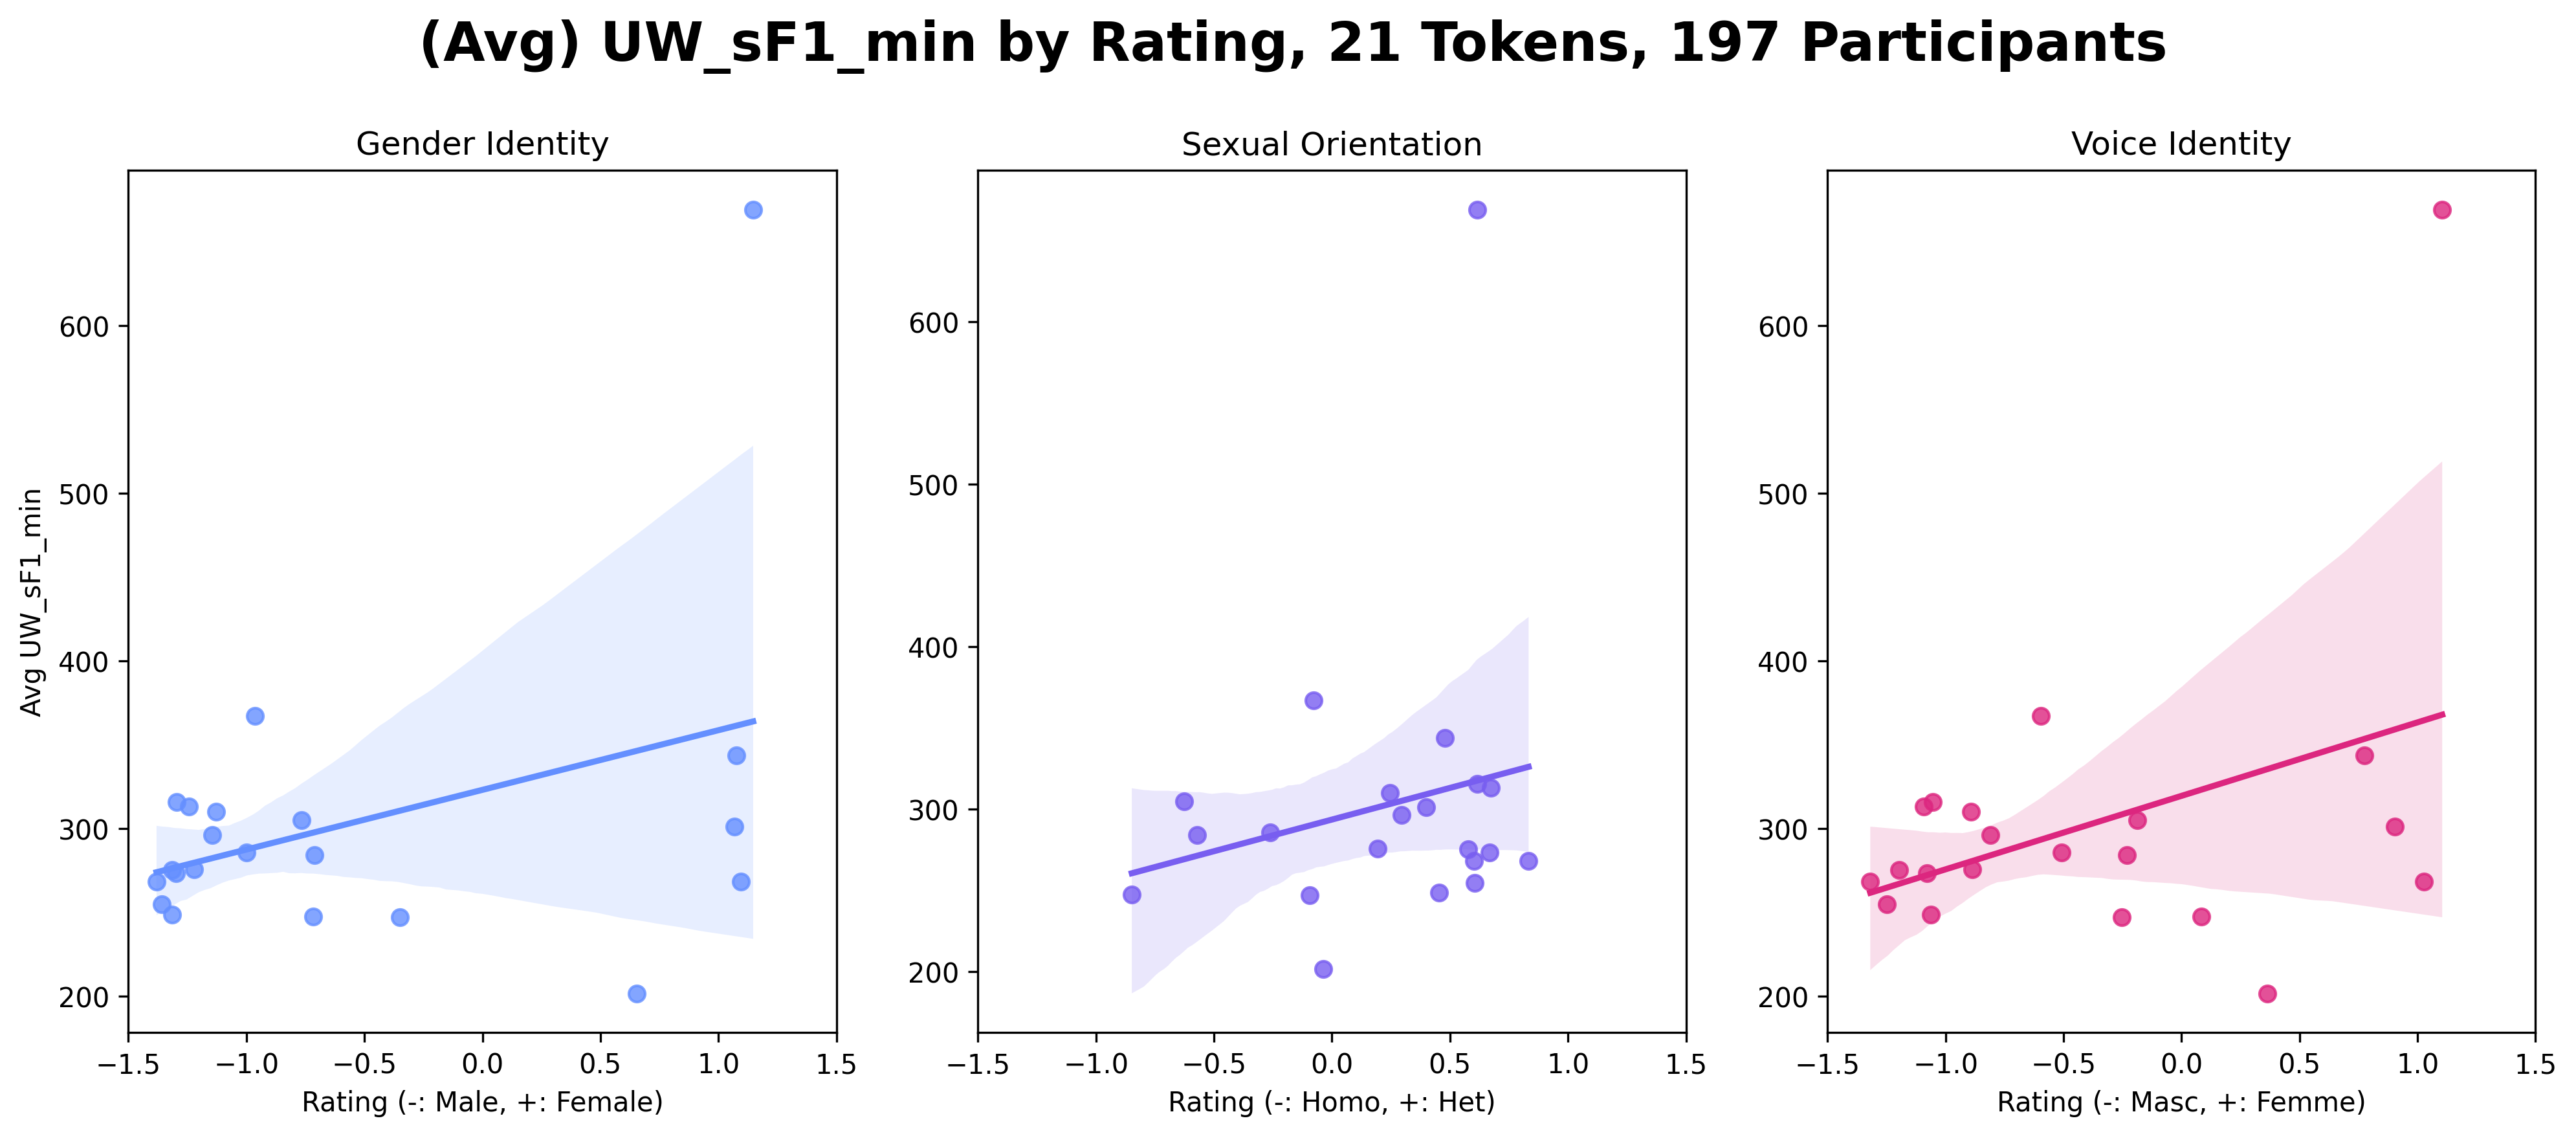 (Avg) UW_sF1_min by Rating, 21 Tokens, 197 Participants
Gender Identity
Sexual Orientation
Voice Identity
Avg UW_sF1_min
600
500
400
300
200
−1.5 −1.0 −0.5 0.0 0.5 1.0 1.5
Rating (-: Male, +: Female)
600
500
400
300
200
−1.5 −1.0 −0.5 0.0 0.5 1.0 1.5
Rating (-: Homo, +: Het)
600
500
400
300
200
−1.5 −1.0 −0.5 0.0 0.5 1.0 1.5
Rating (-: Masc, +: Femme)